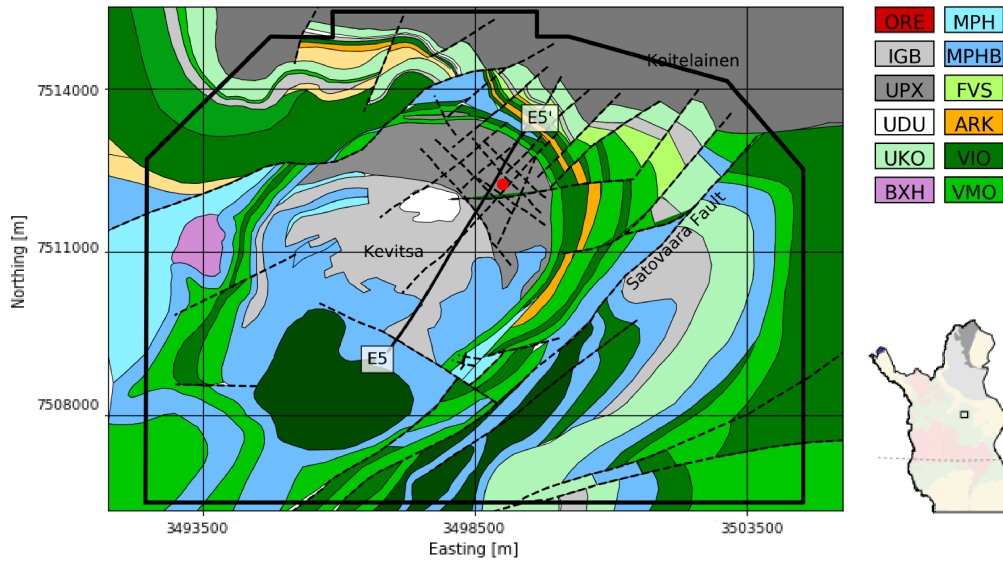 ORE MPH
IGB MPHB
UPX FVS
UDU ARK
UKO VIO
BXH VMO
Koitelainen
7514000
E5'
7511000
Kevitsa
Satovaara Fault
Northing [m]
E5
7508000
3493500 3498500 3503500
Easting [m]